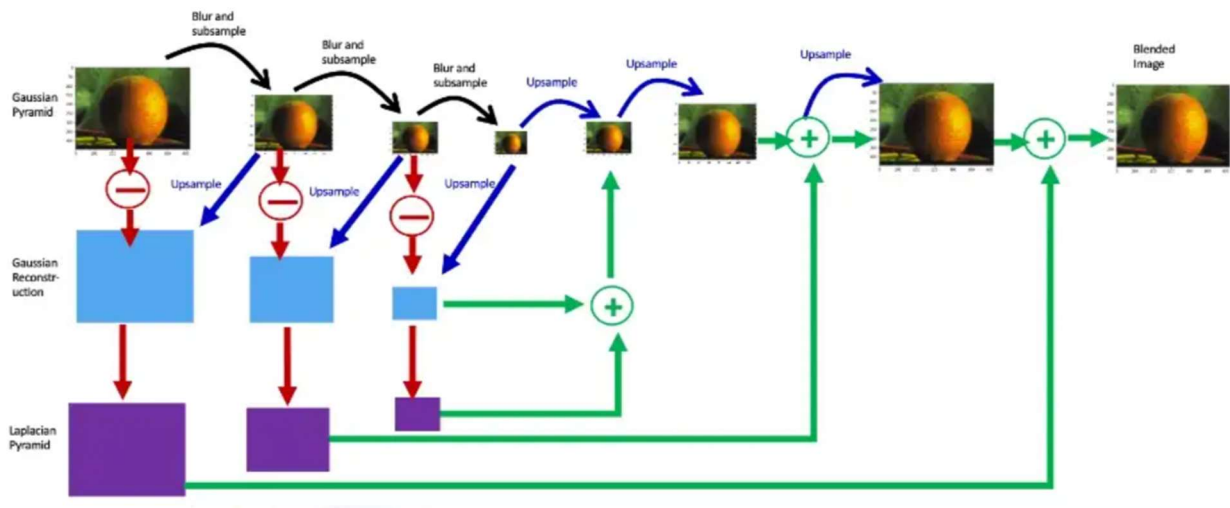 Blur and
subsample
Blur and
subsample
Blur and
subsample
Upsample
Upsample
Upsample
Blended
Image
Gaussian
Pyramid
Upsample
Upsample
Upsample
Gaussian
Reconstr-
uction
Laplacian
Pyramid